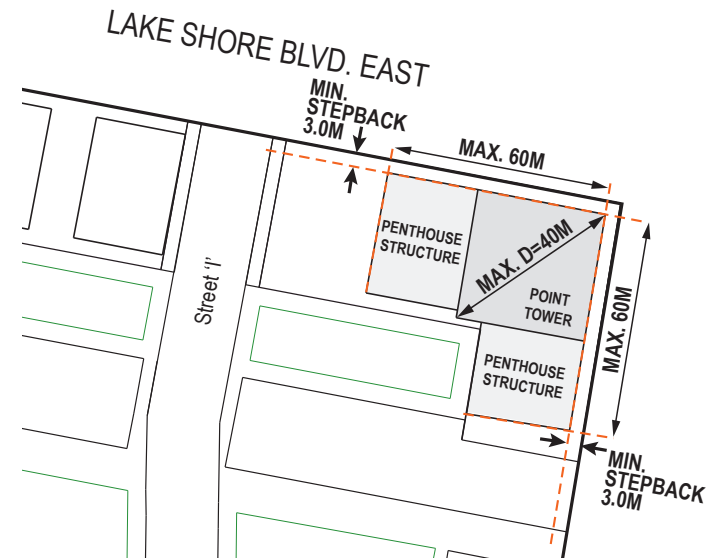 LAKE SHORE BLVD. EAST
MIN.
STEPBACK
3.0M
MAX. 60M
PENTHOUSE
STRUCTURE
MAX. D=40M
POINT
TOWER
MAX. 60M
Street 'I'
PENTHOUSE
STRUCTURE
MIN.
STEPBACK
3.0M